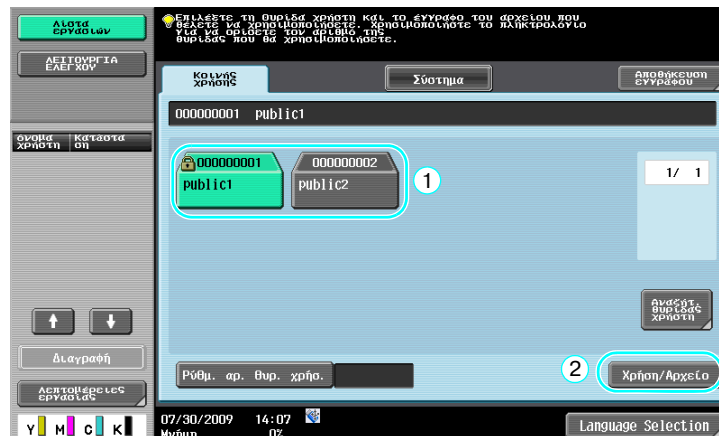 Λίστα
εργασιών
ΛΕΙΤΟΥΡΓΙΑ
ΕΛΕΓΧΟΥ
όνομα χρήστη
Κατάστα
ση
Διαγραφή
Λεπτομέρειες
εργασίας
Y M C K
Επιλέξτε τη θυρίδα χρήστη και το έγγραφο του αρχείου που
θέλετε να χρησιμοποιήσετε. Χρησιμοποιήστε το πληκτρολόγιο
για να ορίσετε τον αριθμό της
θυρίδας που θα χρησιμοποιήσετε.
Κοινής
χρήσης
Σύστημα
Αποθήκευση
εγγράφου
000000001 public1
000000001
public1
000000002
public2
1
1/ 1
Αναζήτ.
θυρίδας
χρήστη
Ρύθμ. αρ. θυρ. χρήσ.
2
Χρήση/Αρχείο
07/30/2009 14:07
Μνήμη 0%
Language Selection